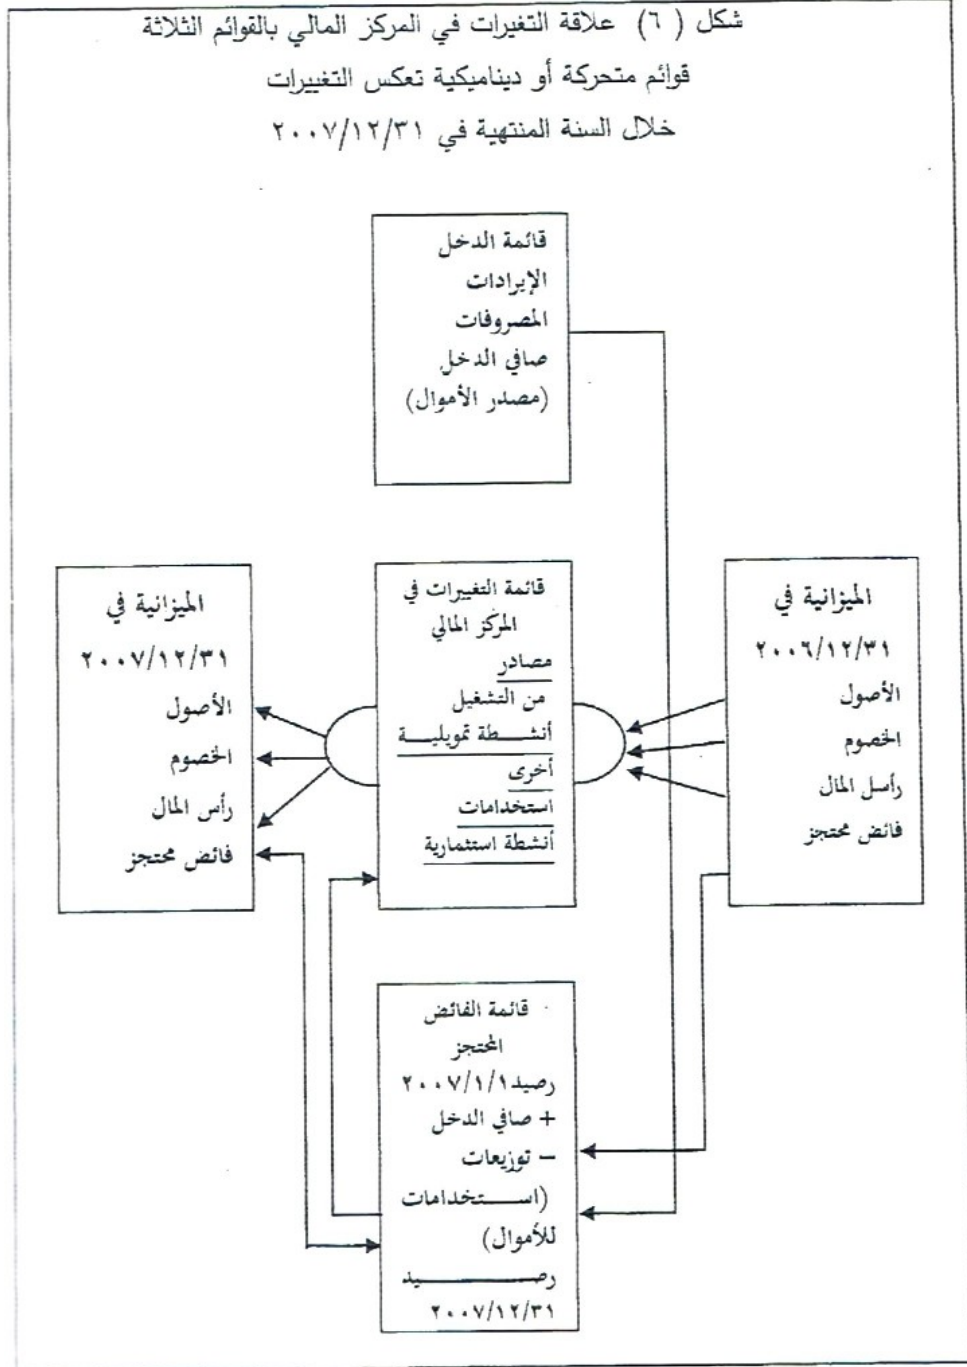 شكل ( ٦ ) علاقة التغيرات في المركز المالي بالقوائم الثلاثة
قوائم متحركة أو ديناميكية تعكس التغييرات
خلال السنة المنتهية في ٢٠٠٧/١٢/٣١
قائمة الدخل
الإيرادات
المصروفات
صافي الدخل
(مصدر الأموال)
الميزانية في
٢٠٠٦/١٢/٣١
الأصول
الخصوم
رأسل المال
فائض محتجز
قائمة التغييرات في
المركز المالي
مصادر
من التشغيل
أنشطة تمويلية
أخرى
استخدامات
أنشطة استثمارية
الميزانية في
٢٠٠٧/١٢/٣١
الأصول
الخصوم
رأس المال
فائض محتجز
قائمة الفائض
المحتجز
رصيد ٢٠٠٧/١/١
+ صافي الدخل
– توزيعات
(استخدامات
للأموال)
رصيد
٢٠٠٧/١٢/٣١